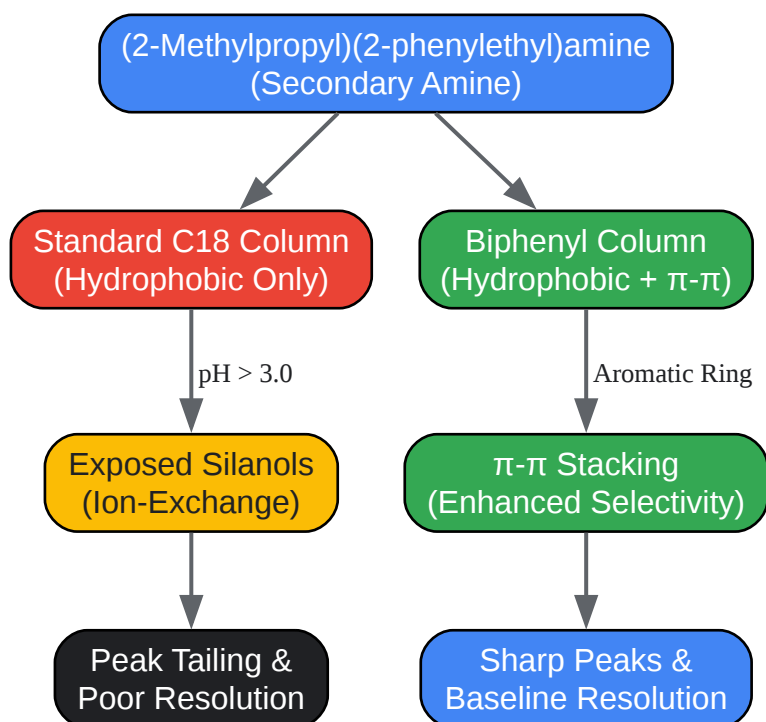 (2-Methylpropyl)(2-phenylethyl)amine
(Secondary Amine)
Standard C18 Column
(Hydrophobic Only)
Biphenyl Column
(Hydrophobic + π-π)
pH > 3.0
Aromatic Ring
Exposed Silanols
(Ion-Exchange)
π-π Stacking
(Enhanced Selectivity)
Peak Tailing &
Poor Resolution
Sharp Peaks &
Baseline Resolution